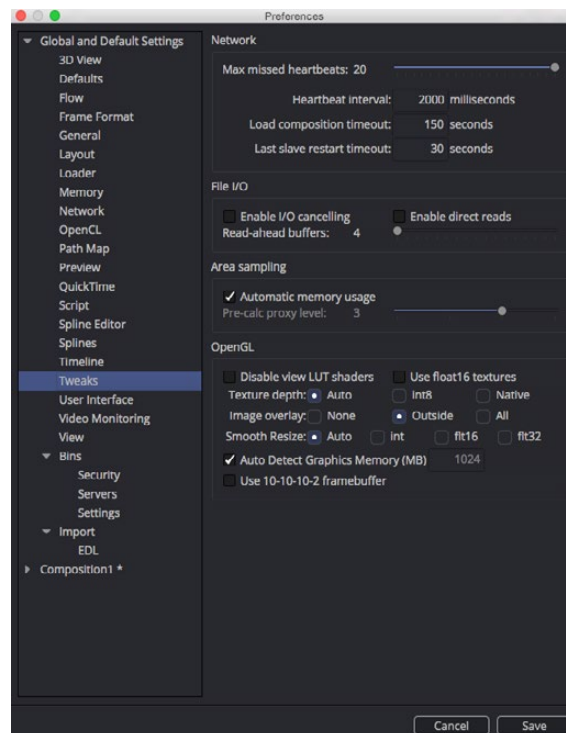 Preferences
Global and Default Settings
3D View
Defaults
Flow
Frame Format
General
Layout
Loader
Memory
Network
OpenCL
Path Map
Preview
QuickTime
Script
Spline Editor
Splines
Timeline
Tweaks
User Interface
Video Monitoring
View
Bins
Security
Servers
Settings
Import
EDL
Composition1 *
Network
Max missed heartbeats: 20
Heartbeat interval: 2000 milliseconds
Load composition timeout: 150 seconds
Last slave restart timeout: 30 seconds
File I/O
Enable I/O cancelling Enable direct reads
Read-ahead buffers: 4
Area sampling
Automatic memory usage
Pre-calc proxy level: 3
OpenGL
Disable view LUT shaders Use float16 textures
Texture depth: Auto Int8 Native
Image overlay: None Outside All
Smooth Resize: Auto int flt16 flt32
Auto Detect Graphics Memory (MB) 1024
Use 10-10-10-2 framebuffer
Cancel Save